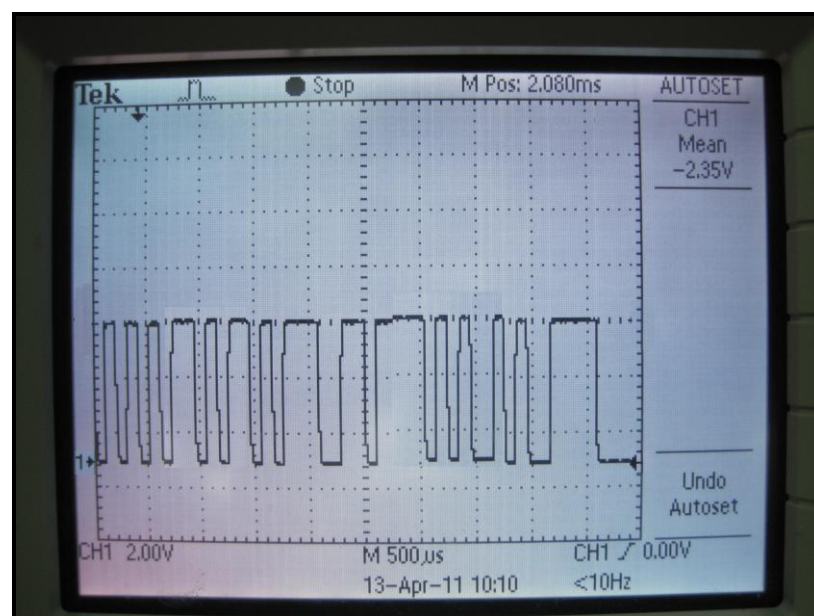 Tek Stop M Pos: 2.080ms AUTOSET
CH1
Mean
-2.35V
1
Undo
Autoset
CH1 2.00V M 500µs CH1 0.00V
13-Apr-11 10:10 <10Hz